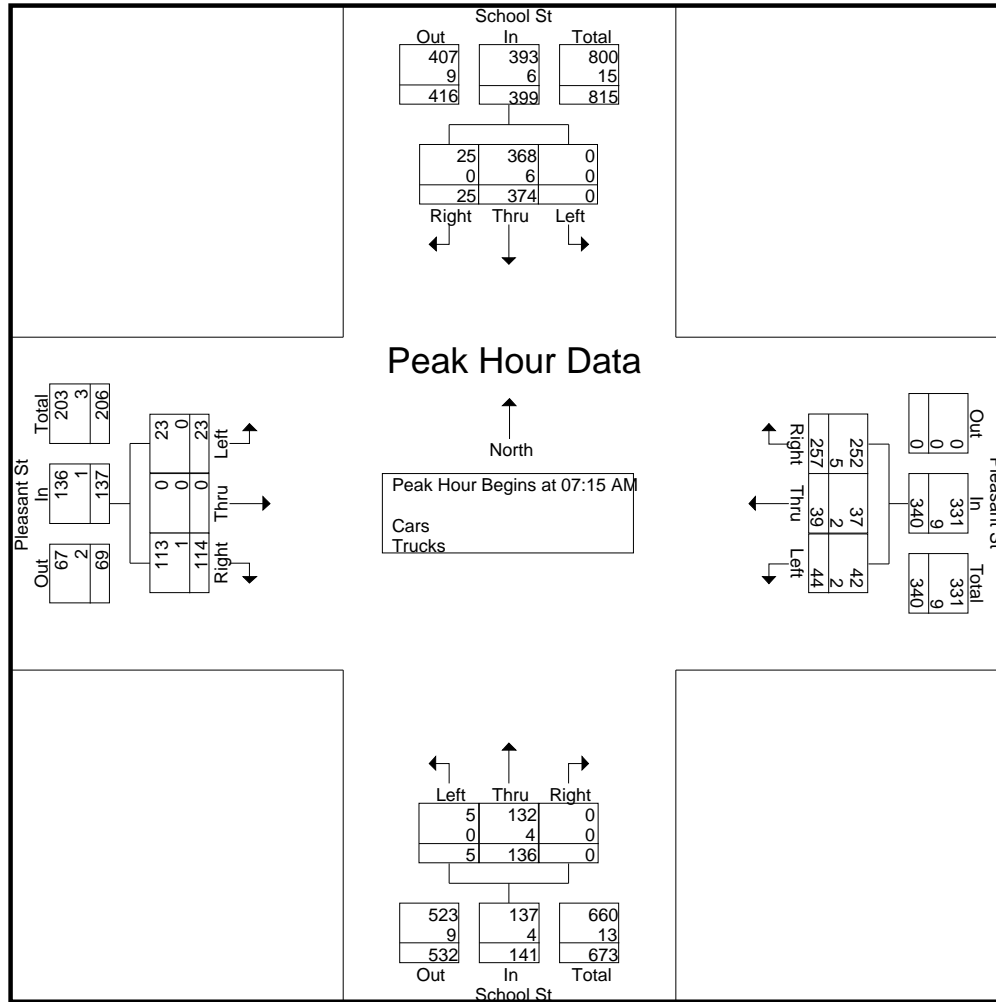 School St
Out In Total
407 393 800
9 6 15
416 399 815
25 368 0
0 6 0
25 374 0
Right Thru Left
Peak Hour Data
North
Peak Hour Begins at 07:15 AM
Cars
Trucks
Pleasant St
Out In Total
67 136 203
2 1 3
69 137 206
Left Thru Right
23 0 113
0 0 1
23 0 114
Pleasant St
Out In Total
0 331 331
0 9 9
0 340 340
Right Thru Left
252 37 42
5 2 2
257 39 44
Left Thru Right
5 132 0
0 4 0
5 136 0
523 137 660
9 4 13
532 141 673
Out In Total
School St